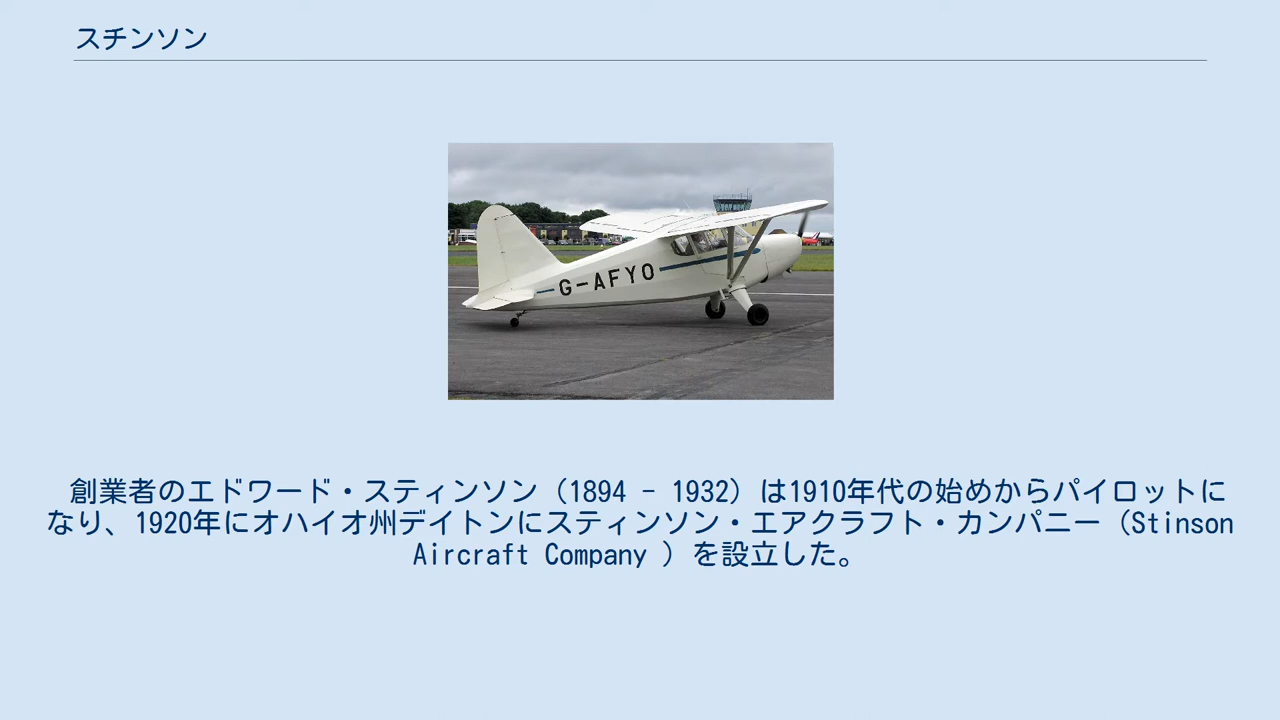 スチンソン
G-AFYO
創業者のエドワード・スティンソン（1894 - 1932）は1910年代の始めからパイロットに
なり、1920年にオハイオ州デイトンにスティンソン・エアクラフト・カンパニー（Stinson
Aircraft Company ）を設立した。